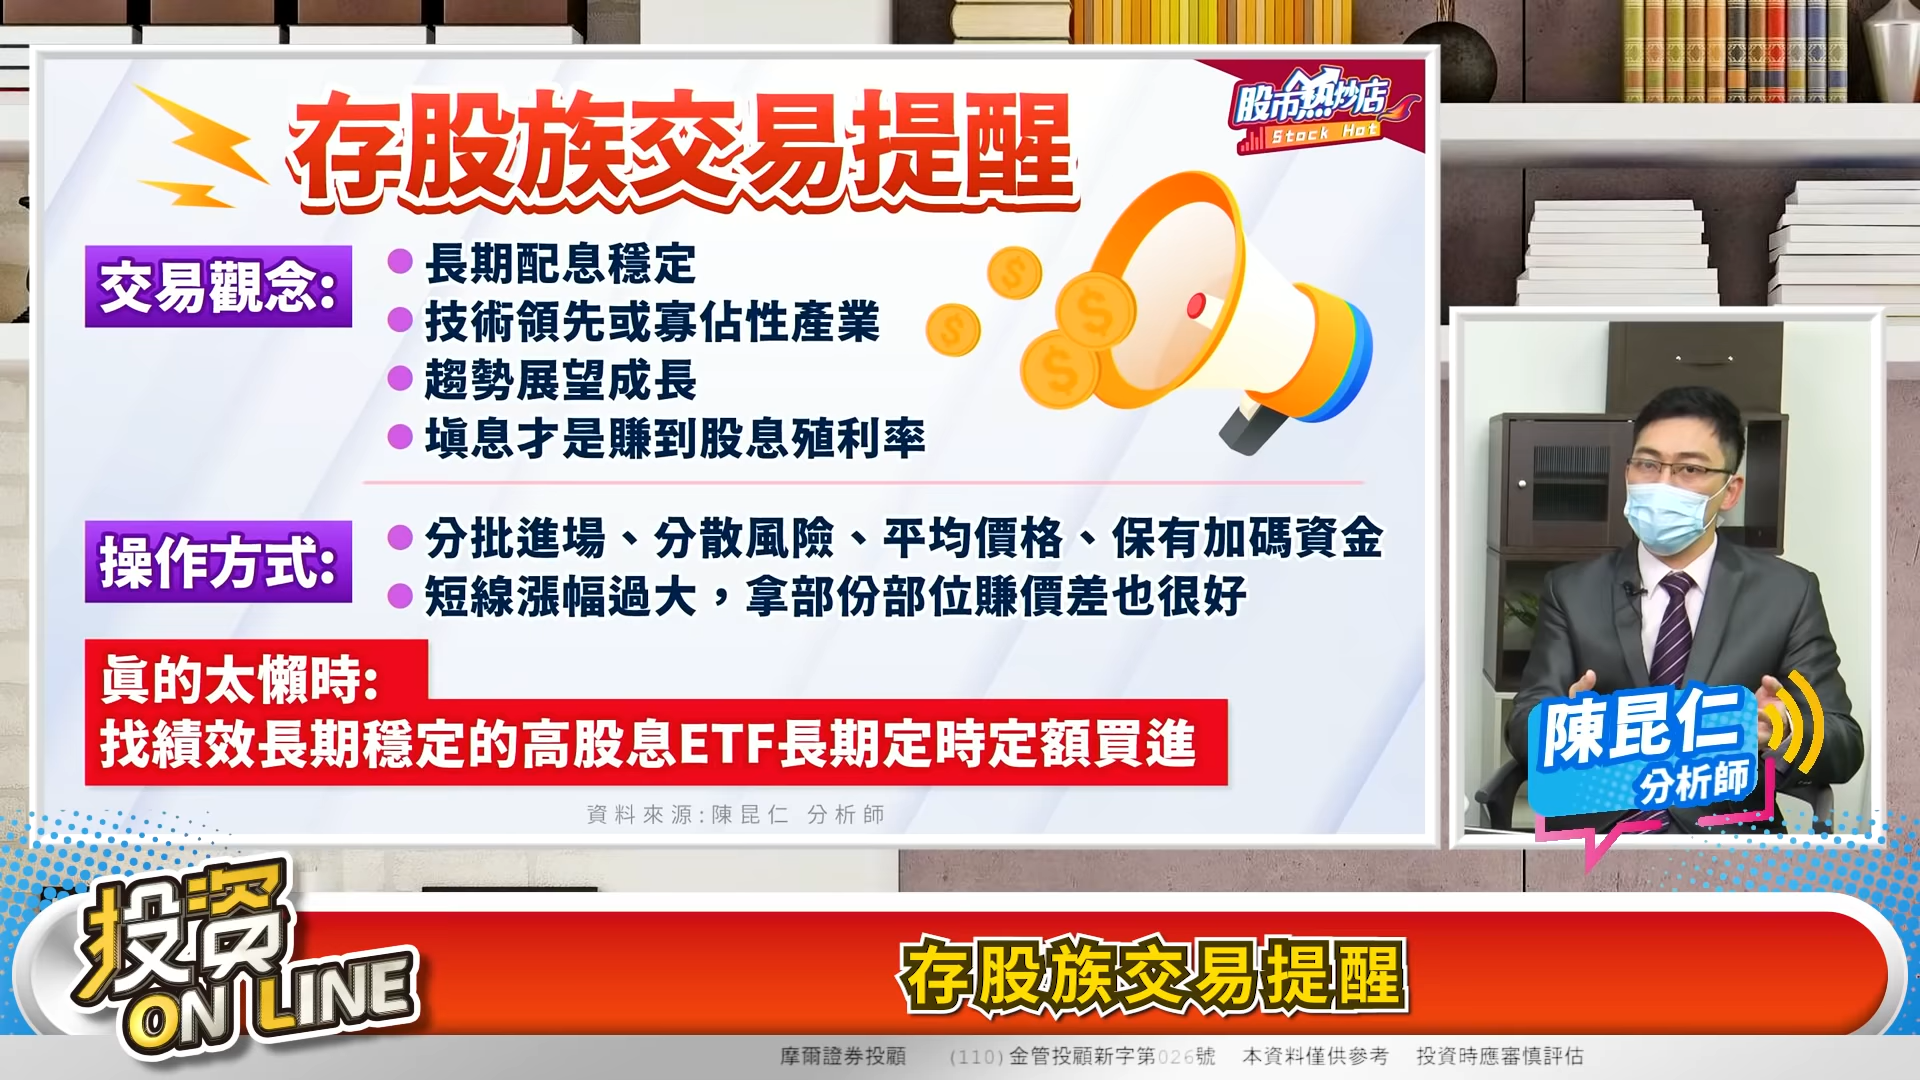 存股族交易提醒
股市熱炒店
Stock Hot
交易觀念:
長期配息穩定
技術領先或寡佔性產業
趨勢展望成長
填息才是賺到股息殖利率
操作方式:
分批進場、分散風險、平均價格、保有加碼資金
短線漲幅過大，拿部份部位賺價差也很好
真的太懶時:
找績效長期穩定的高股息ETF長期定時定額買進
資料來源:陳昆仁 分析師
陳昆仁
分析師
投資
ON LINE
存股族交易提醒
摩爾證券投顧 (110)金管投顧新字第026號 本資料僅供參考 投資時應審慎評估